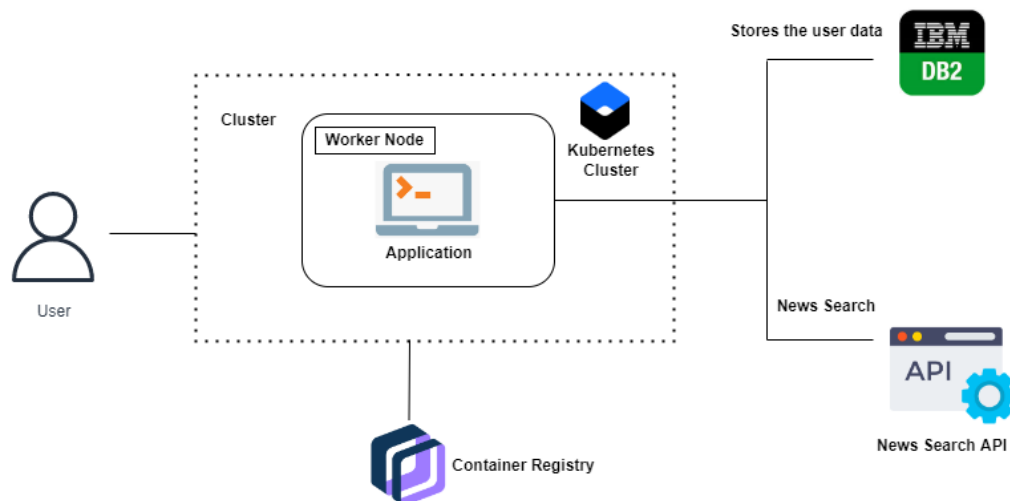 Stores the user data
IBM
DB2
Cluster
Worker Node
Kubernetes
Cluster
Application
User
News Search
API
News Search API
Container Registry